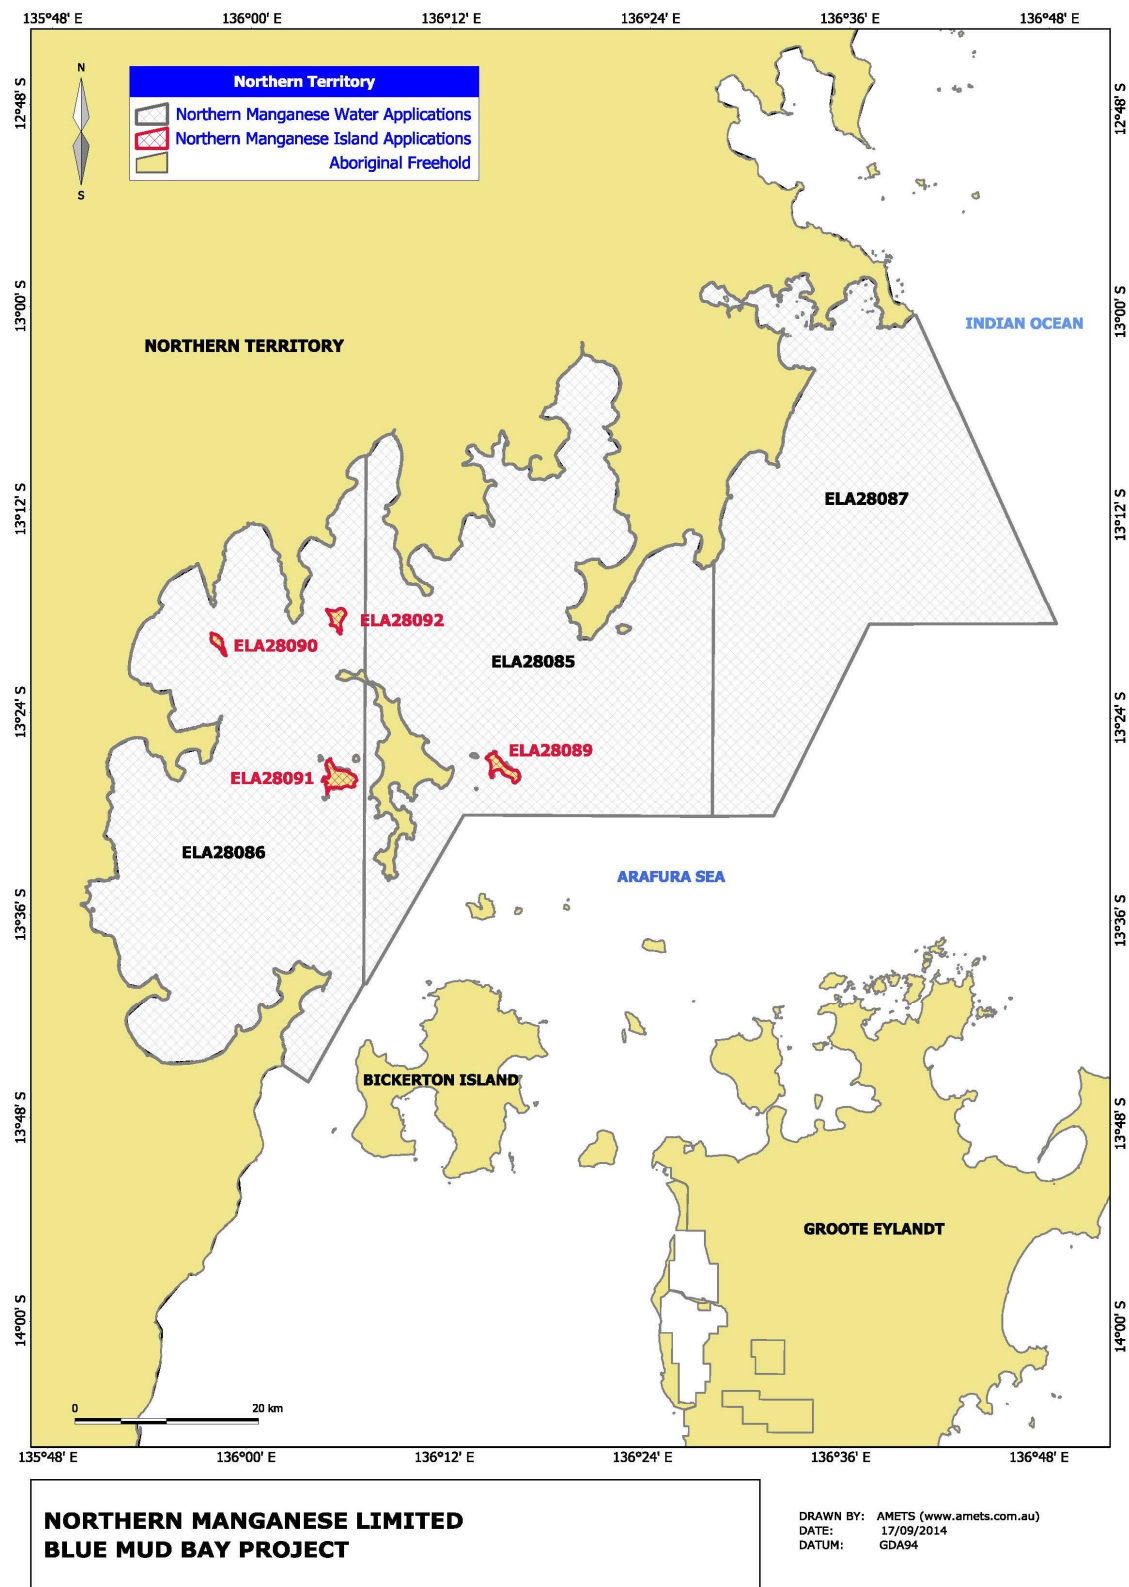 135°48' E 136°00' E 136°12' E 136°24' E 136°36' E 136°48' E
N
S
Northern Territory
Northern Manganese Water Applications
Northern Manganese Island Applications
Aboriginal Freehold
12°48' S 12°48' S
13°00' S 13°00' S
INDIAN OCEAN
NORTHERN TERRITORY
ELA28087
13°12' S 13°12' S
ELA28092
ELA28090
ELA28085
13°24' S 13°24' S
ELA28089
ELA28091
ELA28086
ARAFURA SEA
13°36' S 13°36' S
BICKERTON ISLAND
13°48' S 13°48' S
GROOTE EYLANDT
14°00' S 14°00' S
0 20 km
135°48' E 136°00' E 136°12' E 136°24' E 136°36' E 136°48' E
NORTHERN MANGANESE LIMITED
BLUE MUD BAY PROJECT
DRAWN BY: AMETS (www.amets.com.au)
DATE: 17/09/2014
DATUM: GDA94